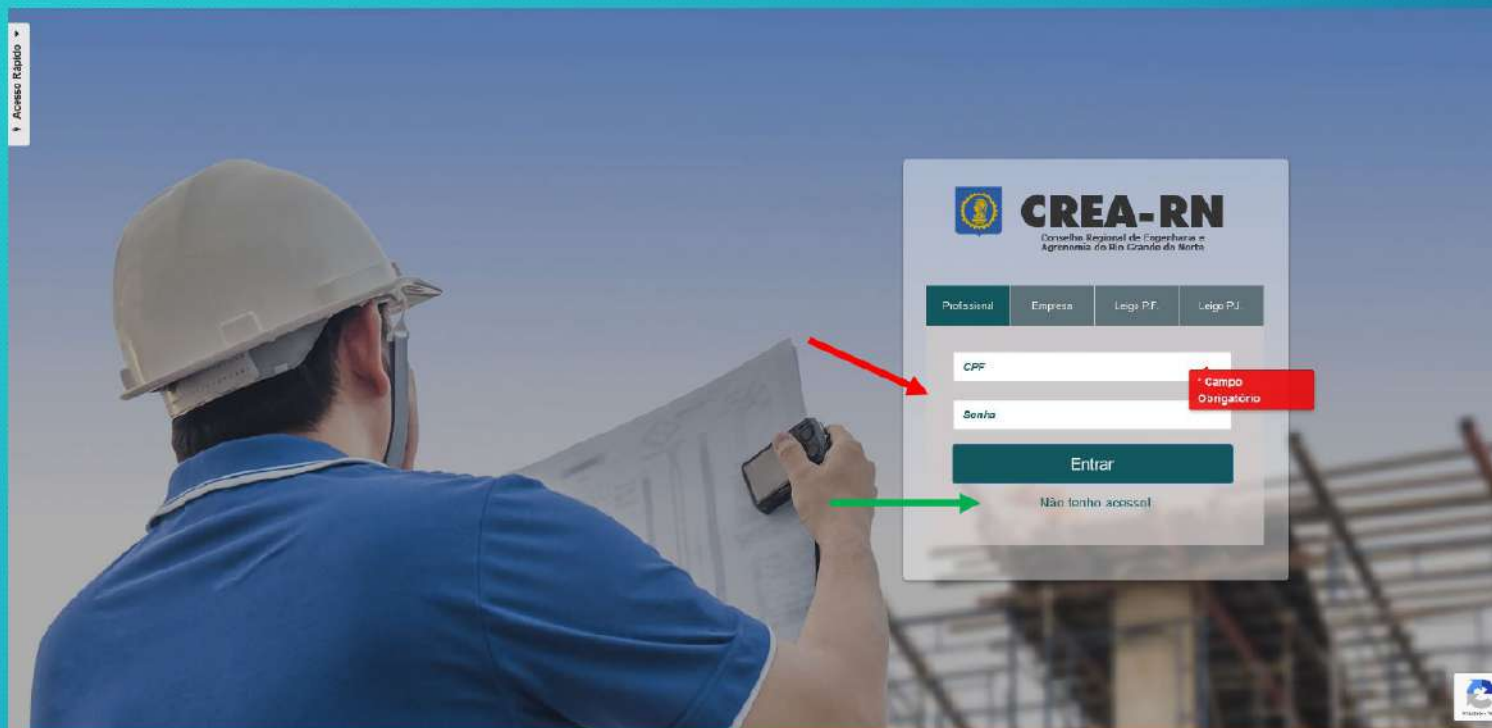 Acesso Rápido
CREA-RN
Conselho Regional de Engenharia e
Agronomia do Rio Grande do Norte
Profissional Empresa Leigo P.F. Leigo P.J.
CPF
* Campo
Obrigatório
Senha
Entrar
Não tenho acesso!